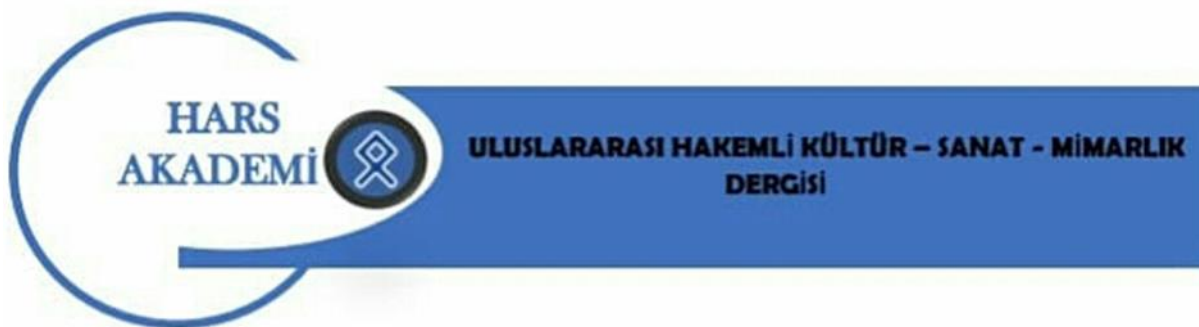 HARS
AKADEMİ
ULUSLARARASI HAKEMLİ KÜLTÜR – SANAT - MİMARLIK
DERGİSİ